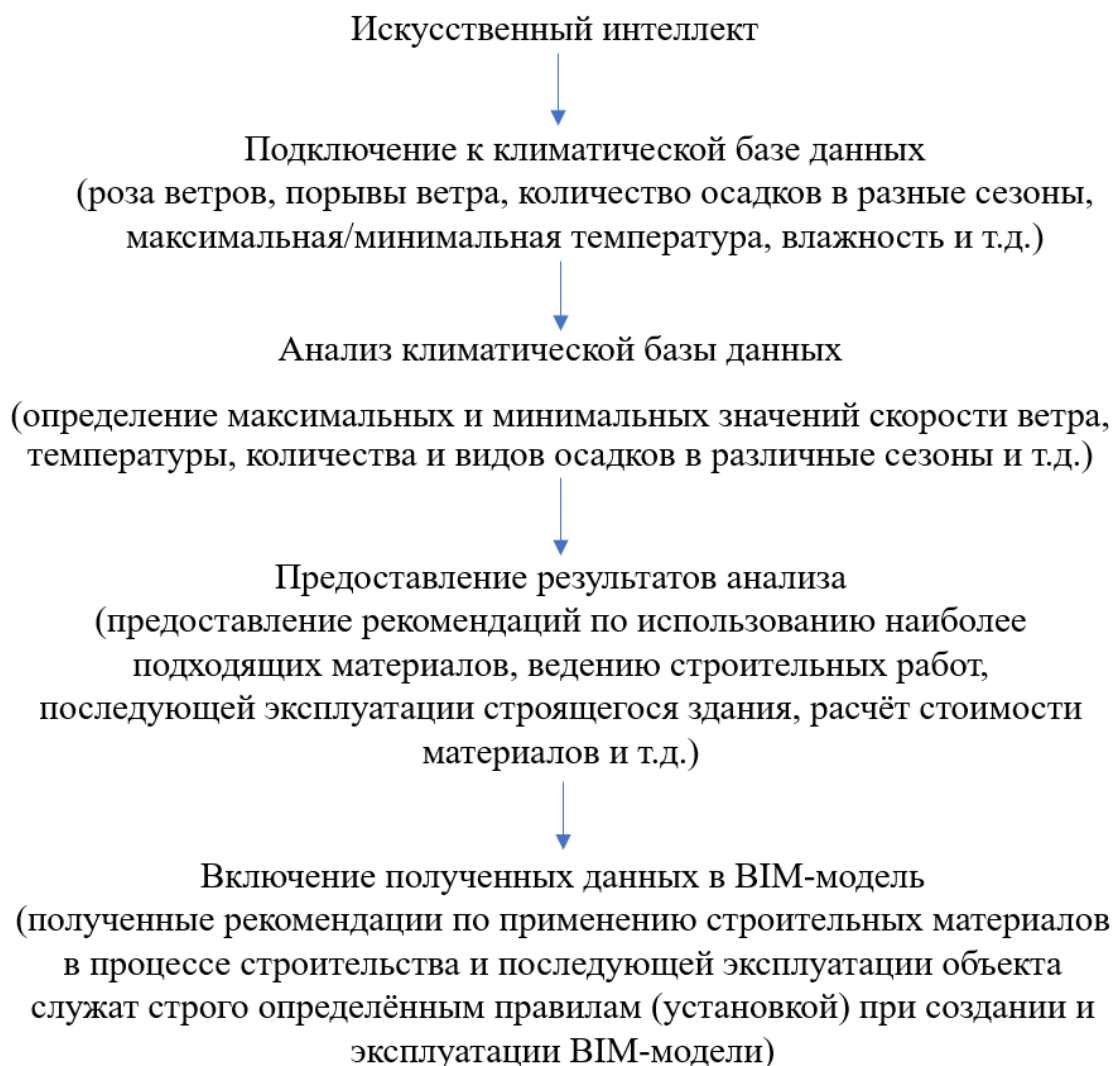 Искусственный интеллект
Подключение к климатической базе данных
(роза ветров, порывы ветра, количество осадков в разные сезоны,
максимальная/минимальная температура, влажность и т.д.)
Анализ климатической базы данных
(определение максимальных и минимальных значений скорости ветра,
температуры, количества и видов осадков в различные сезоны и т.д.)
Предоставление результатов анализа
(предоставление рекомендаций по использованию наиболее
подходящих материалов, ведению строительных работ,
последующей эксплуатации строящегося здания, расчёт стоимости
материалов и т.д.)
Включение полученных данных в BIM-модель
(полученные рекомендации по применению строительных материалов
в процессе строительства и последующей эксплуатации объекта
служат строго определённым правилам (установкой) при создании и
эксплуатации BIM-модели)